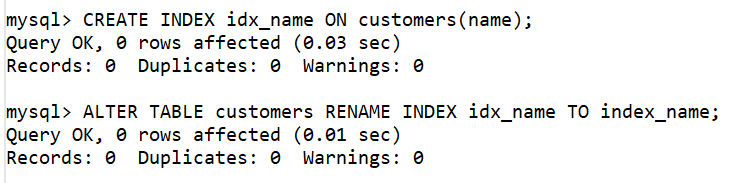 mysql> CREATE INDEX idx_name ON customers(name);
Query OK, 0 rows affected (0.03 sec)
Records: 0  Duplicates: 0  Warnings: 0
mysql> ALTER TABLE customers RENAME INDEX idx_name TO index_name;
Query OK, 0 rows affected (0.01 sec)
Records: 0  Duplicates: 0  Warnings: 0